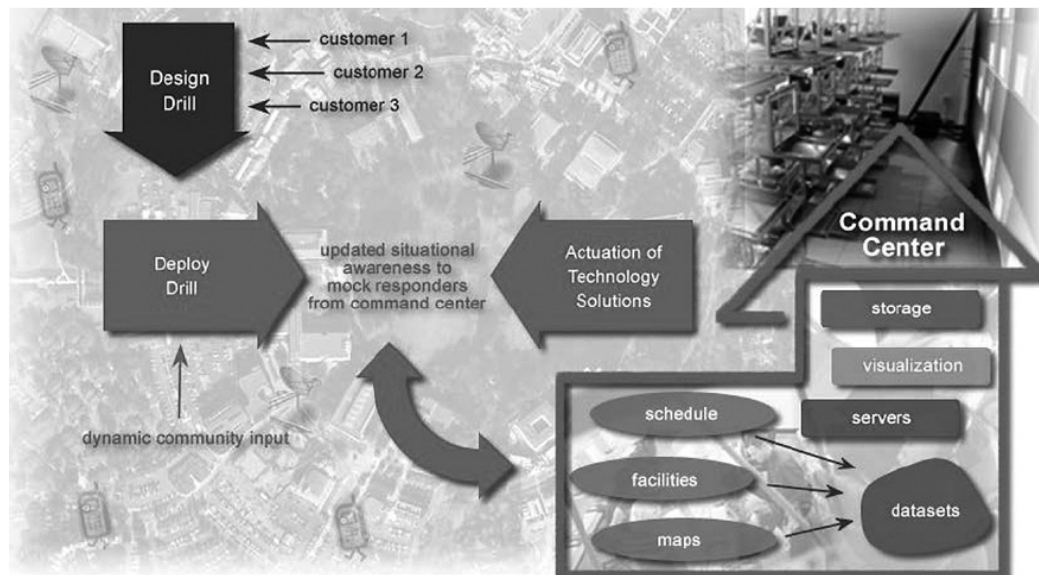 Design
Drill
customer 1
customer 2
customer 3
Command
Center
Deploy
Drill
updated situational
awareness to
mock responders
from command center
Actuation of
Technology
Solutions
storage
visualization
servers
dynamic community input
schedule
facilities
maps
datasets